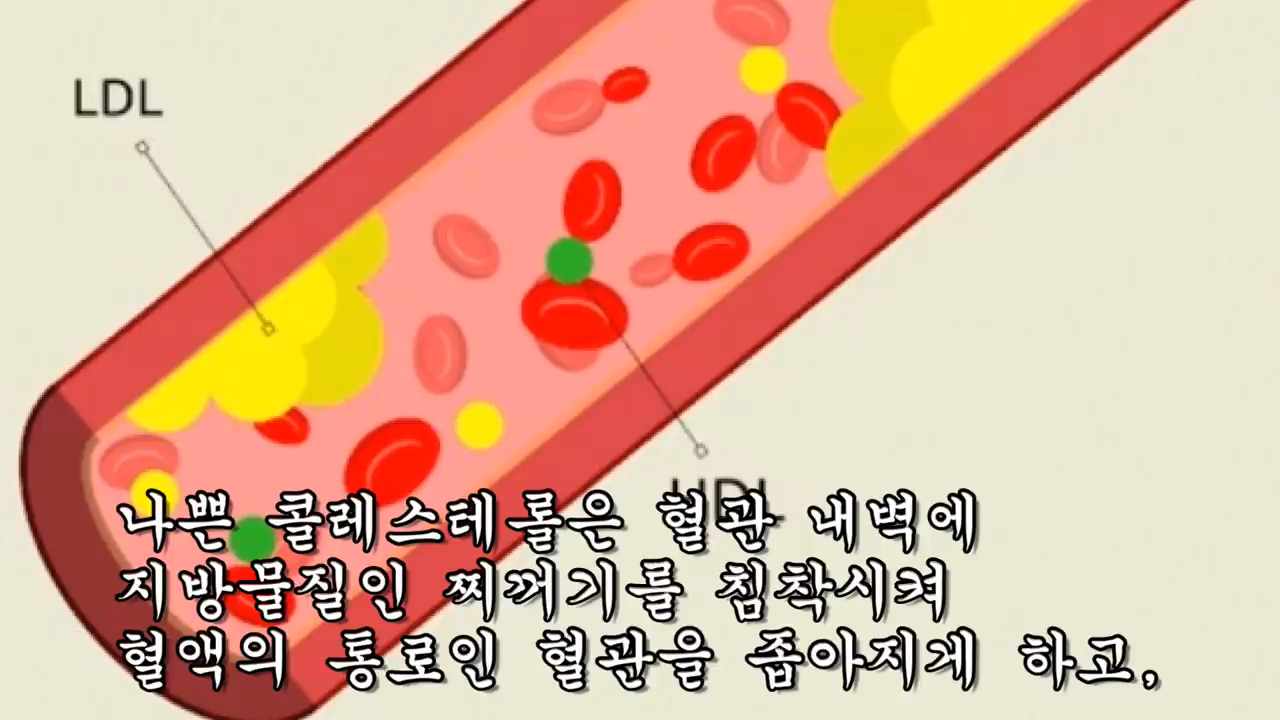 LDL
HDL
나쁜 콜레스테롤은 혈관 내벽에
지방물질인 찌꺼기를 침착시켜
혈액의 통로인 혈관을 좁아지게 하고,